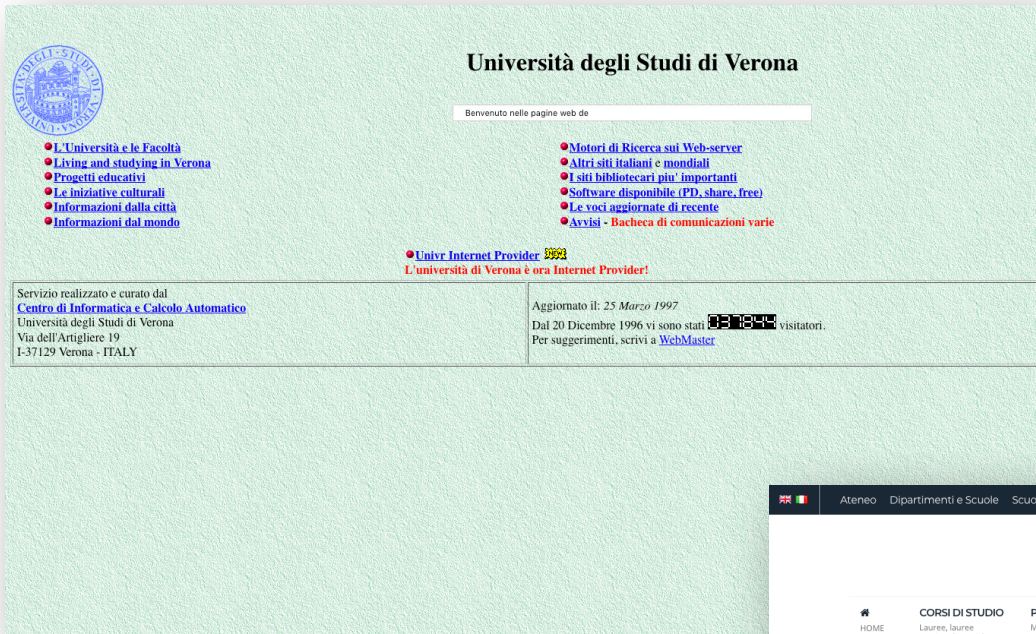 UNIVERSITA·DEGLI·STUDI·DI·VERONA
Università degli Studi di Verona
Benvenuto nelle pagine web de
L'Università e le Facoltà
Living and studying in Verona
Progetti educativi
Le iniziative culturali
Informazioni dalla città
Informazioni dal mondo
Motori di Ricerca sui Web-server
Altri siti italiani e mondiali
I siti bibliotecari piu' importanti
Software disponibile (PD, share, free)
Le voci aggiornate di recente
Avvisi - Bacheca di comunicazioni varie
Univr Internet Provider
L'università di Verona è ora Internet Provider!
Servizio realizzato e curato dal
Centro di Informatica e Calcolo Automatico
Università degli Studi di Verona
Via dell'Artigliere 19
I-37129 Verona - ITALY
Aggiornato il: 25 Marzo 1997
Dal 20 Dicembre 1996 vi sono stati 037844 visitatori.
Per suggerimenti, scrivi a WebMaster
Ateneo Dipartimenti e Scuole Scuo
HOME
CORSI DI STUDIO P
Lauree, lauree M